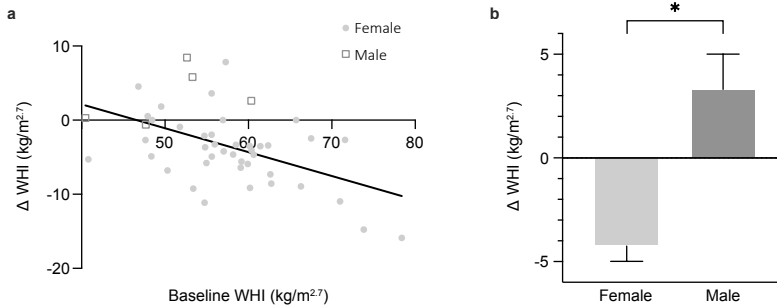 a
Female
Male
10
0
-10
-20
50
60
70
80
Δ WHI (kg/m²·⁷)
Baseline WHI (kg/m²·⁷)
b
*
5
0
-5
Δ WHI (kg/m²·⁷)
Female
Male